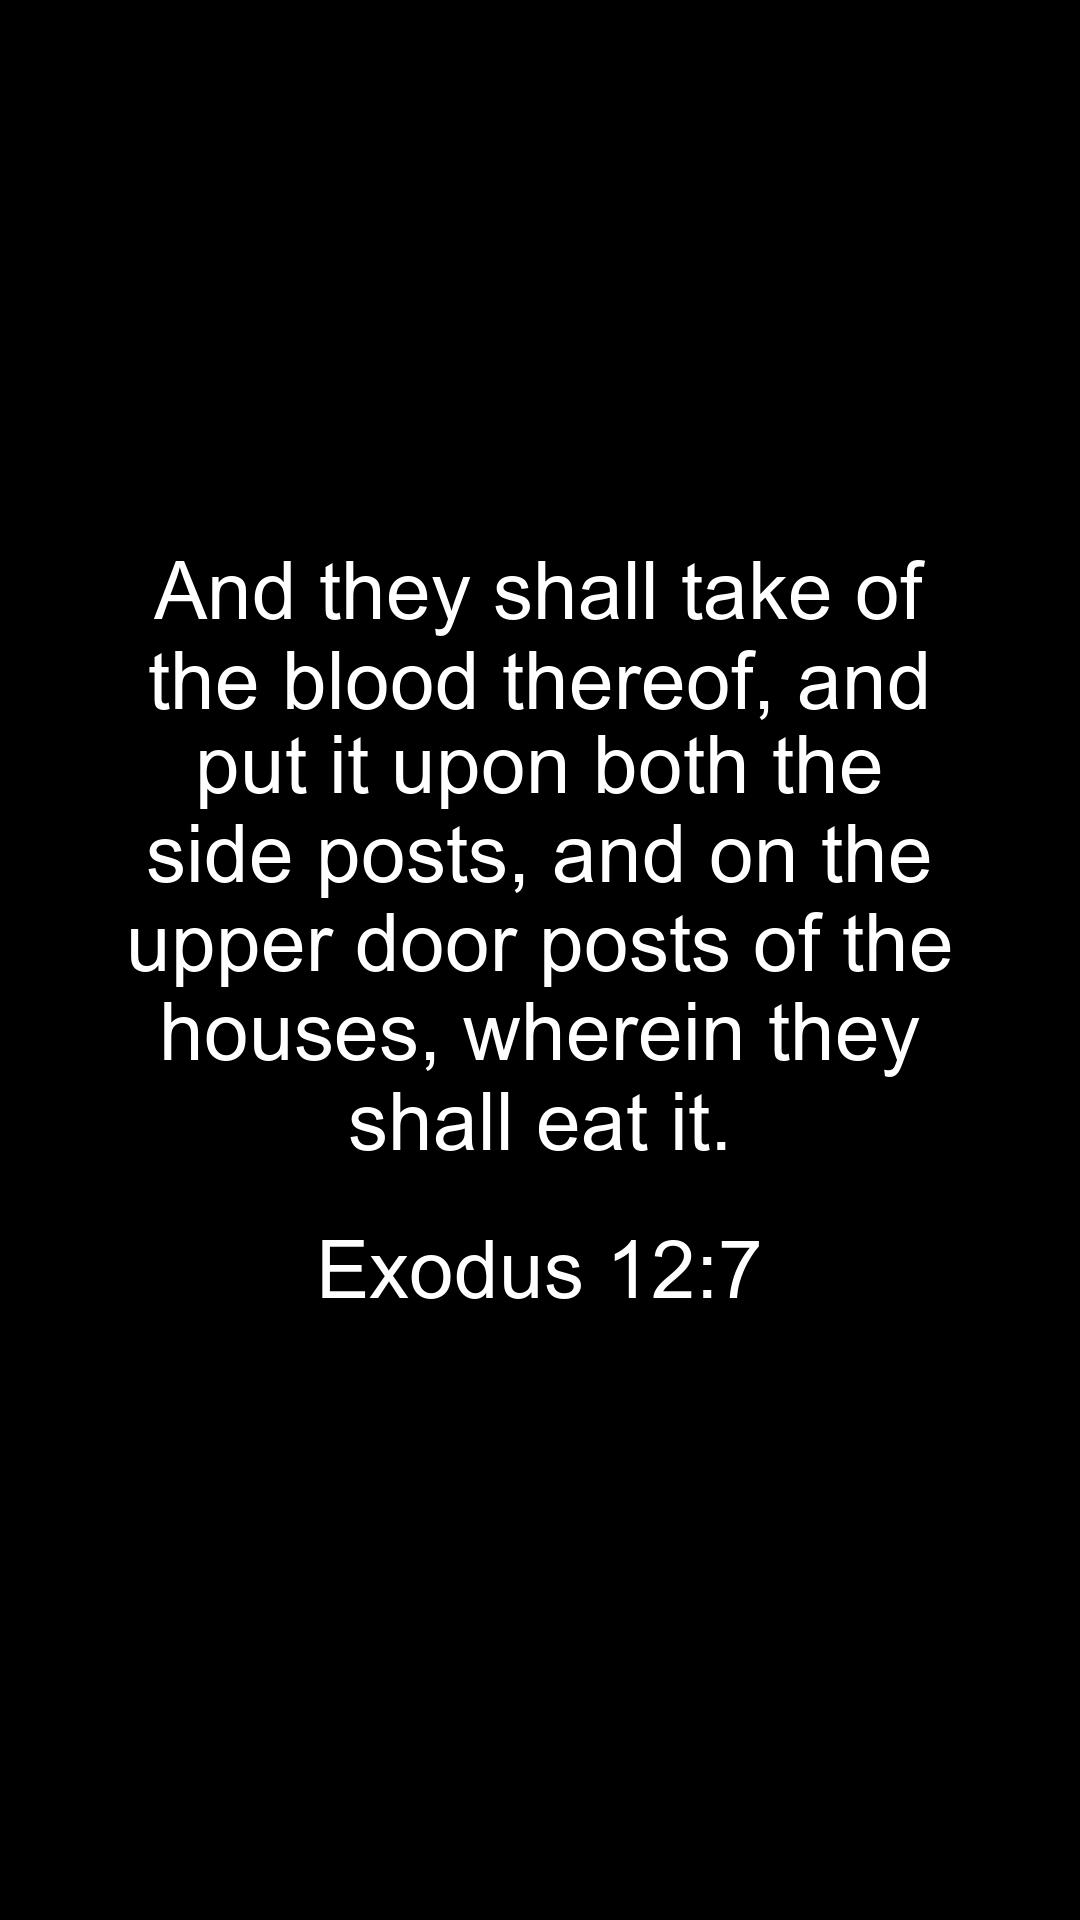 And they shall take of
the blood thereof, and
put it upon both the
side posts, and on the
upper door posts of the
houses, wherein they
shall eat it.
Exodus 12:7